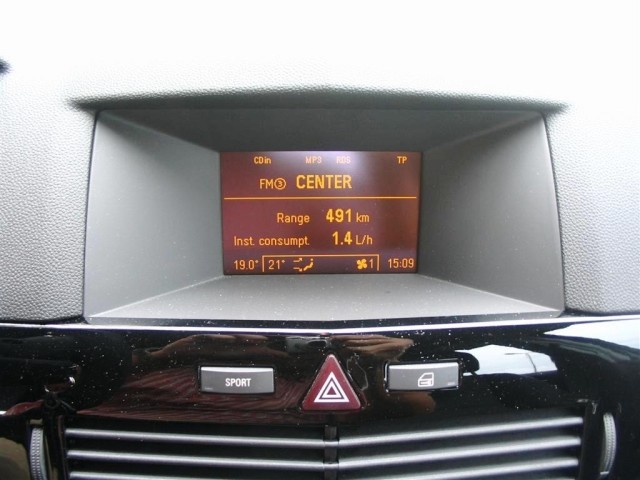 CDin MP3 RDS TP
FM③ CENTER
Range 491 km
Inst. consumpt. 1.4 L/h
19.0° 21° 1 15:09
SPORT